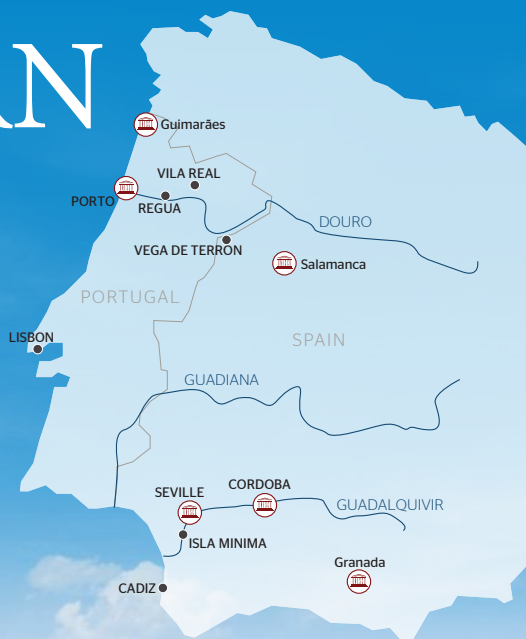 AN
Guimarães
VILA REAL
PORTO
REGUA
DOURO
VEGA DE TERRON
Salamanca
PORTUGAL
LISBON
SPAIN
GUADIANA
CORDOBA
SEVILLE
GUADALQUIVIR
ISLA MINIMA
Granada
CADIZ